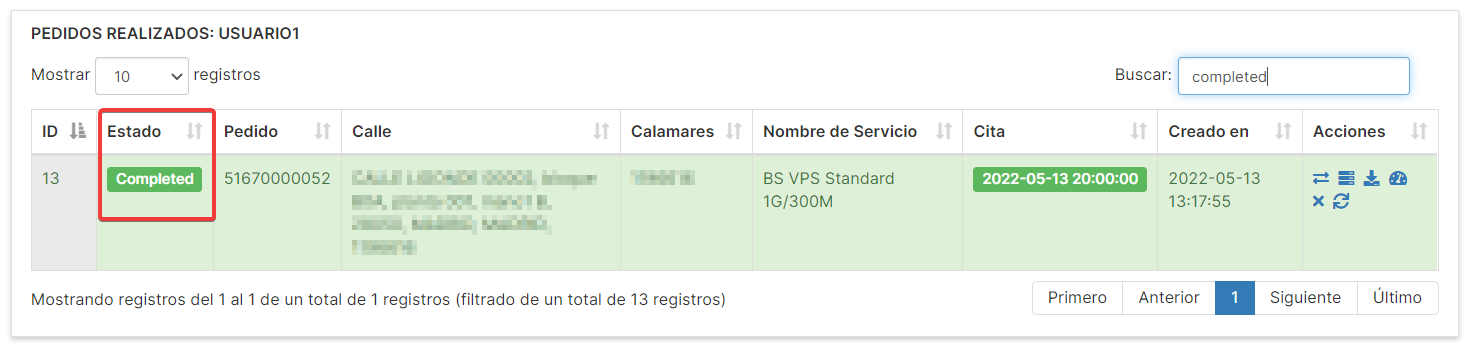 PEDIDOS REALIZADOS: USUARIO1
Mostrar 10 registros Buscar: completed
ID Estado Pedido Calle Calamares Nombre de Servicio Cita Creado en Acciones
13 Completed 51670000052 BS VPS Standard 2022-05-13 20:00:00 2022-05-13
1G/300M 13:17:55
Mostrando registros del 1 al 1 de un total de 1 registros (filtrado de un total de 13 registros) Primero Anterior 1 Siguiente Último